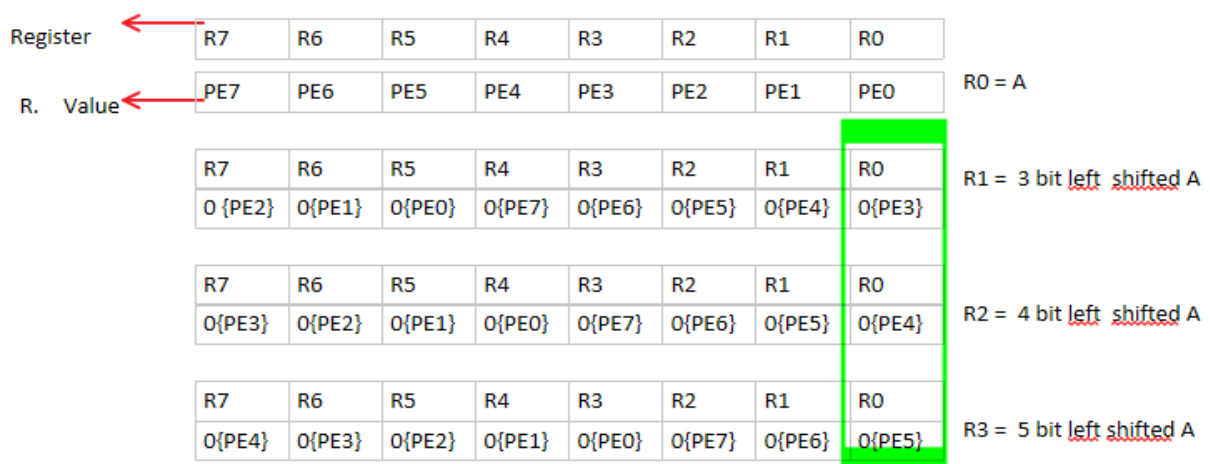 Register R7 R6 R5 R4 R3 R2 R1 R0
R. Value PE7 PE6 PE5 PE4 PE3 PE2 PE1 PE0 R0 = A
R7 R6 R5 R4 R3 R2 R1 R0
R1 = 3 bit left shifted A
0 {PE2} 0{PE1} 0{PE0} 0{PE7} 0{PE6} 0{PE5} 0{PE4} 0{PE3}
R7 R6 R5 R4 R3 R2 R1 R0
0{PE3} 0{PE2} 0{PE1} 0{PE0} 0{PE7} 0{PE6} 0{PE5} 0{PE4} R2 = 4 bit left shifted A
R7 R6 R5 R4 R3 R2 R1 R0
0{PE4} 0{PE3} 0{PE2} 0{PE1} 0{PE0} 0{PE7} 0{PE6} 0{PE5} R3 = 5 bit left shifted A